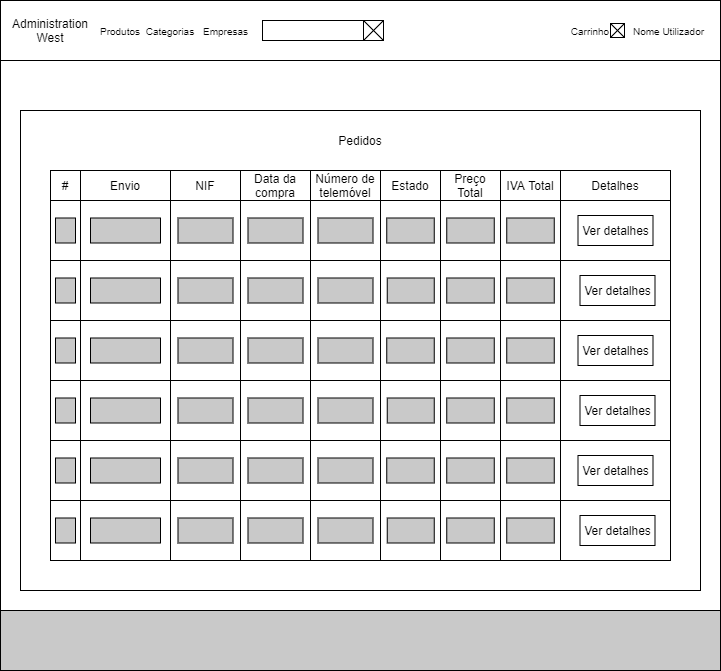 Administration
West
Produtos Categorias Empresas
Carrinho Nome Utilizador
Pedidos
# Envio NIF Data da compra Número de telemóvel Estado Preço Total IVA Total Detalhes
Ver detalhes
Ver detalhes
Ver detalhes
Ver detalhes
Ver detalhes
Ver detalhes